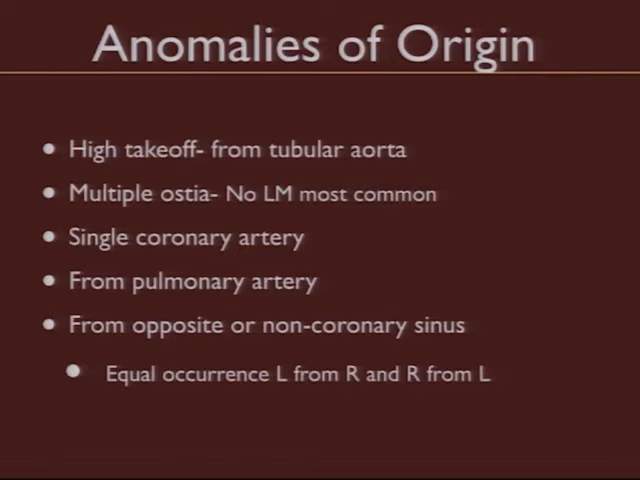 Anomalies of Origin
• High takeoff- from tubular aorta
• Multiple ostia- No LM most common
• Single coronary artery
• From pulmonary artery
• From opposite or non-coronary sinus
• Equal occurrence L from R and R from L